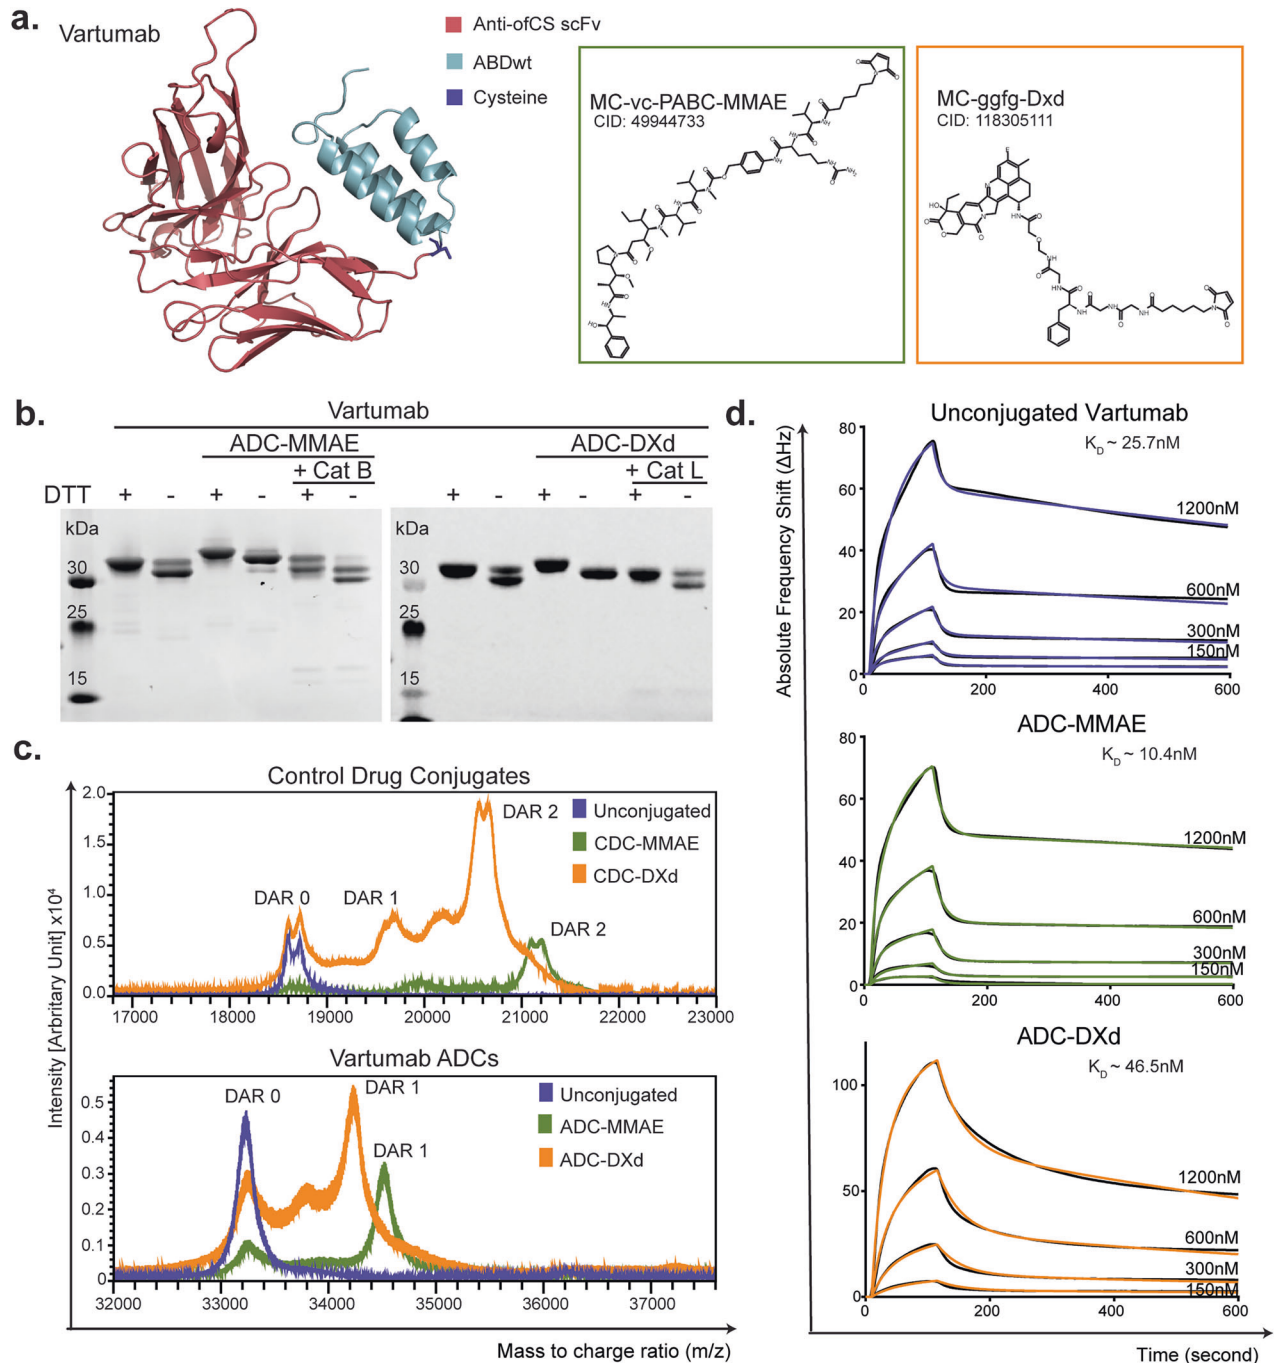 a.
Vartumab
Anti-ofCS scFv
ABDwt
Cysteine
MC-vc-PABC-MMAE
CID: 49944733
MC-ggfg-Dxd
CID: 118305111
b.
Vartumab
ADC-MMAE
ADC-DXd
+ Cat B
+ Cat L
DTT + - + - + - + - + - + -
kDa
30
25
15
kDa
30
25
15
c.
Control Drug Conjugates
2.0
1.5
1.0
0.5
0.0
DAR 0
DAR 1
DAR 2
DAR 2
Unconjugated
CDC-MMAE
CDC-DXd
17000 18000 19000 20000 21000 22000 23000
Intensity [Arbritary Unit] x10⁴
Vartumab ADCs
0.5
0.4
0.3
0.2
0.1
0
DAR 0
DAR 1
DAR 1
Unconjugated
ADC-MMAE
ADC-DXd
32000 33000 34000 35000 36000 37000
Mass to charge ratio (m/z)
d.
Absolute Frequency Shift (ΔHz)
Unconjugated Vartumab
K_D ~ 25.7nM
80
60
40
20
0
1200nM
600nM
300nM
150nM
0 200 400 600
ADC-MMAE
K_D ~ 10.4nM
80
60
40
20
0
1200nM
600nM
300nM
150nM
0 200 400 600
ADC-DXd
K_D ~ 46.5nM
100
50
0
1200nM
600nM
300nM
150nM
0 200 400 600
Time (second)